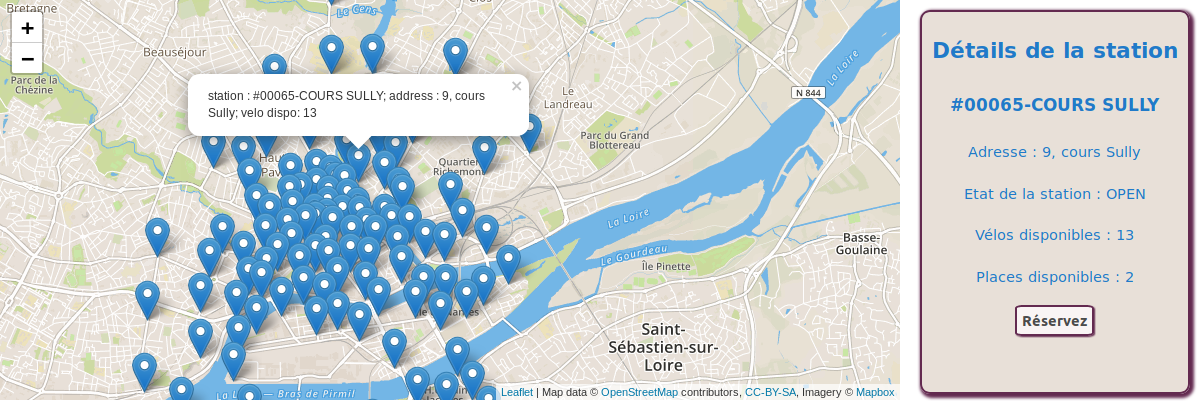 Bretagne
Le Cens
Clos
+
−
Beauséjour
Parc de la
Chézine
station : #00065-COURS SULLY; address : 9, cours
Sully; velo dispo: 13
×
Le
Landreau
N 844
La Loire
Parc du Grand
Blottereau
Quartier
Richemont
La Loire
Le Gourdeau
Île Pinette
Basse-
Goulaine
Saint-
Sébastien-sur-
Loire
— Bras de Pirmil
Leaflet | Map data © OpenStreetMap contributors, CC-BY-SA, Imagery © Mapbox
Détails de la station
#00065-COURS SULLY
Adresse : 9, cours Sully
Etat de la station : OPEN
Vélos disponibles : 13
Places disponibles : 2
Réservez